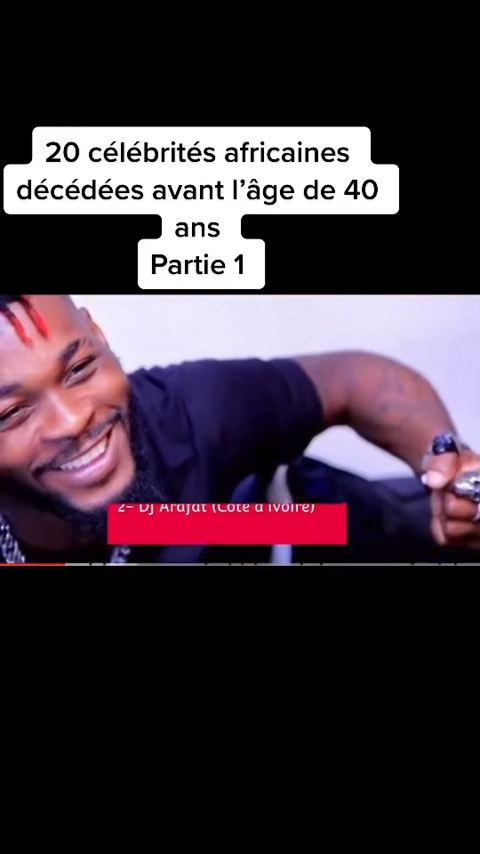 20 célébrités africaines
décédées avant l'âge de 40
ans
Partie 1
2- Dj Arafat (Côte d'Ivoire)